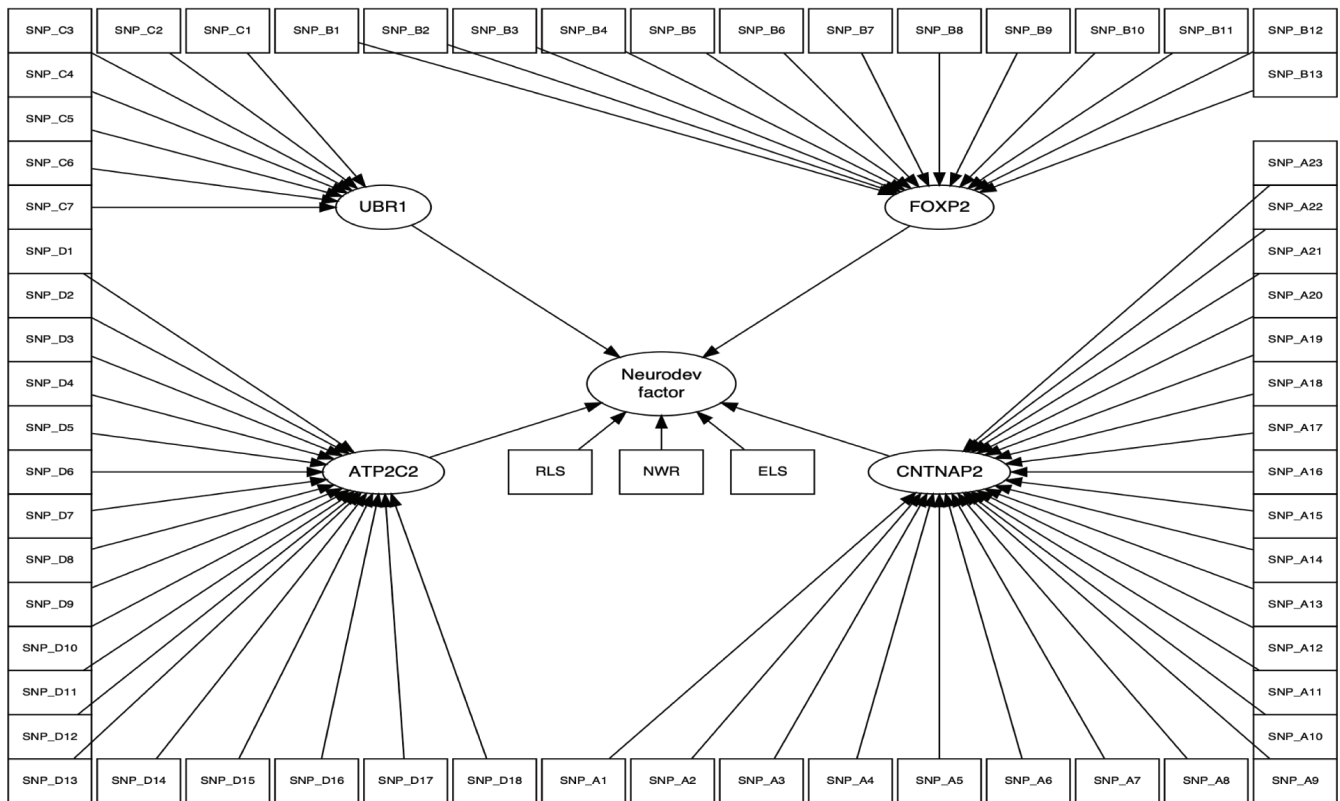 SNP_C3
SNP_C2
SNP_C1
SNP_B1
SNP_B2
SNP_B3
SNP_B4
SNP_B5
SNP_B6
SNP_B7
SNP_B8
SNP_B9
SNP_B10
SNP_B11
SNP_B12
SNP_C4
SNP_B13
SNP_C5
SNP_C6
SNP_A23
SNP_C7
UBR1
FOXP2
SNP_A22
SNP_D1
SNP_A21
SNP_D2
SNP_A20
SNP_D3
SNP_A19
SNP_D4
Neurodev
factor
SNP_A18
SNP_D5
SNP_A17
SNP_D6
ATP2C2
RLS
NWR
ELS
CNTNAP2
SNP_A16
SNP_D7
SNP_A15
SNP_D8
SNP_A14
SNP_D9
SNP_A13
SNP_D10
SNP_A12
SNP_D11
SNP_A11
SNP_D12
SNP_A10
SNP_D13
SNP_D14
SNP_D15
SNP_D16
SNP_D17
SNP_D18
SNP_A1
SNP_A2
SNP_A3
SNP_A4
SNP_A5
SNP_A6
SNP_A7
SNP_A8
SNP_A9